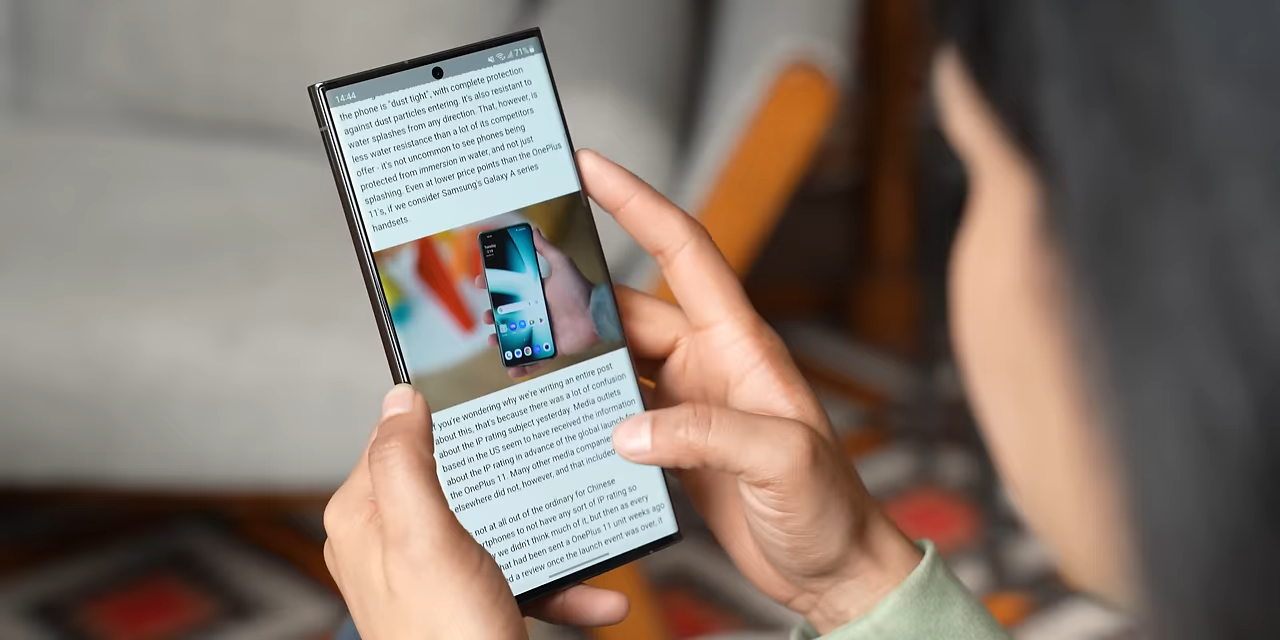 14:44
71%
the phone is "dust tight", with complete protection
against dust particles entering. It's also resistant to
water splashes from any direction. That, however, is
less water resistance than a lot of its competitors
offer - it's not uncommon to see phones being
protected from immersion in water, and not just
splashing. Even at lower price points than the OnePlus
11's, if we consider Samsung's Galaxy A series
handsets.
you're wondering why we're writing an entire post
about this, that's because there was a lot of confusion
about the IP rating subject yesterday. Media outlets
based in the US seem to have received the information
about the IP rating in advance of the global launch
the OnePlus 11. Many other media companies
elsewhere did not, however, and that included
not at all out of the ordinary for Chinese
rtphones to not have any sort of IP rating so
we didn't think much of it, but then as every
hat had been sent a OnePlus 11 unit weeks ago
a review once the launch event was over, it